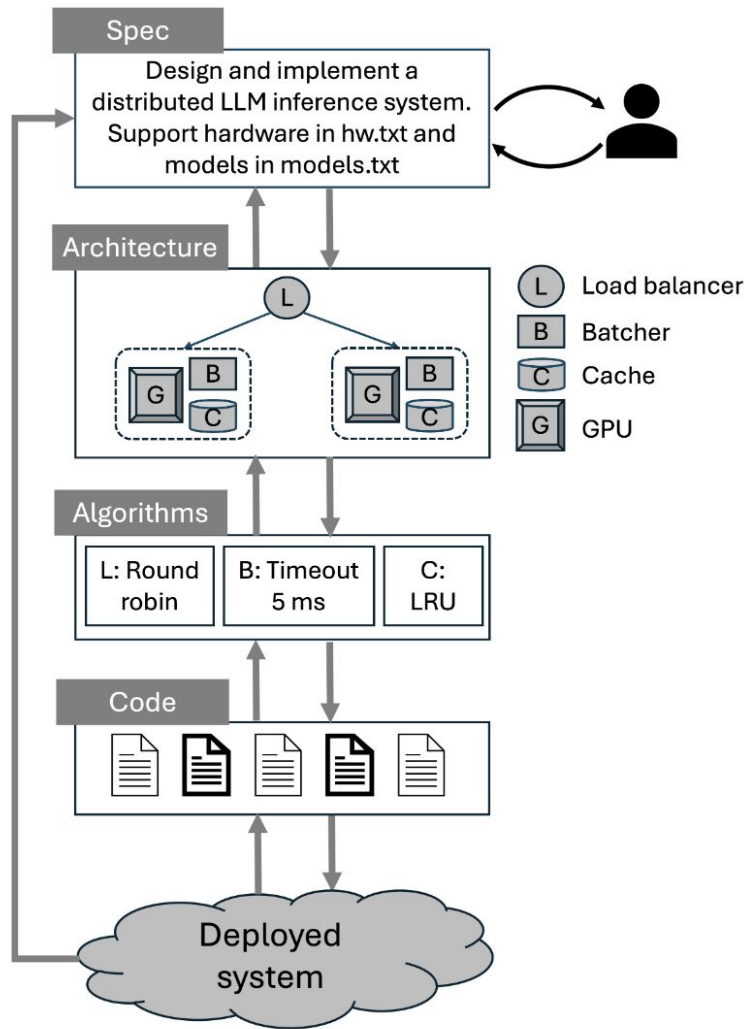 Spec
Design and implement a
distributed LLM inference system.
Support hardware in hw.txt and
models in models.txt
Architecture
L
G
B
C
G
B
C
L Load balancer
B Batcher
C Cache
G GPU
Algorithms
L: Round
robin
B: Timeout
5 ms
C:
LRU
Code
Deployed
system